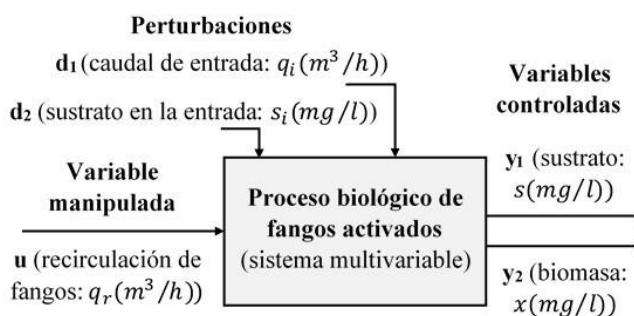 Perturbaciones
d₁ (caudal de entrada: qᵢ(m³/h))
d₂ (sustrato en la entrada: sᵢ(mg/l))
Variable
manipulada
u (recirculación de
fangos: qᵣ(m³/h))
Proceso biológico de
fangos activados
(sistema multivariable)
Variables
controladas
y₁ (sustrato:
s(mg/l))
y₂ (biomasa:
x(mg/l))